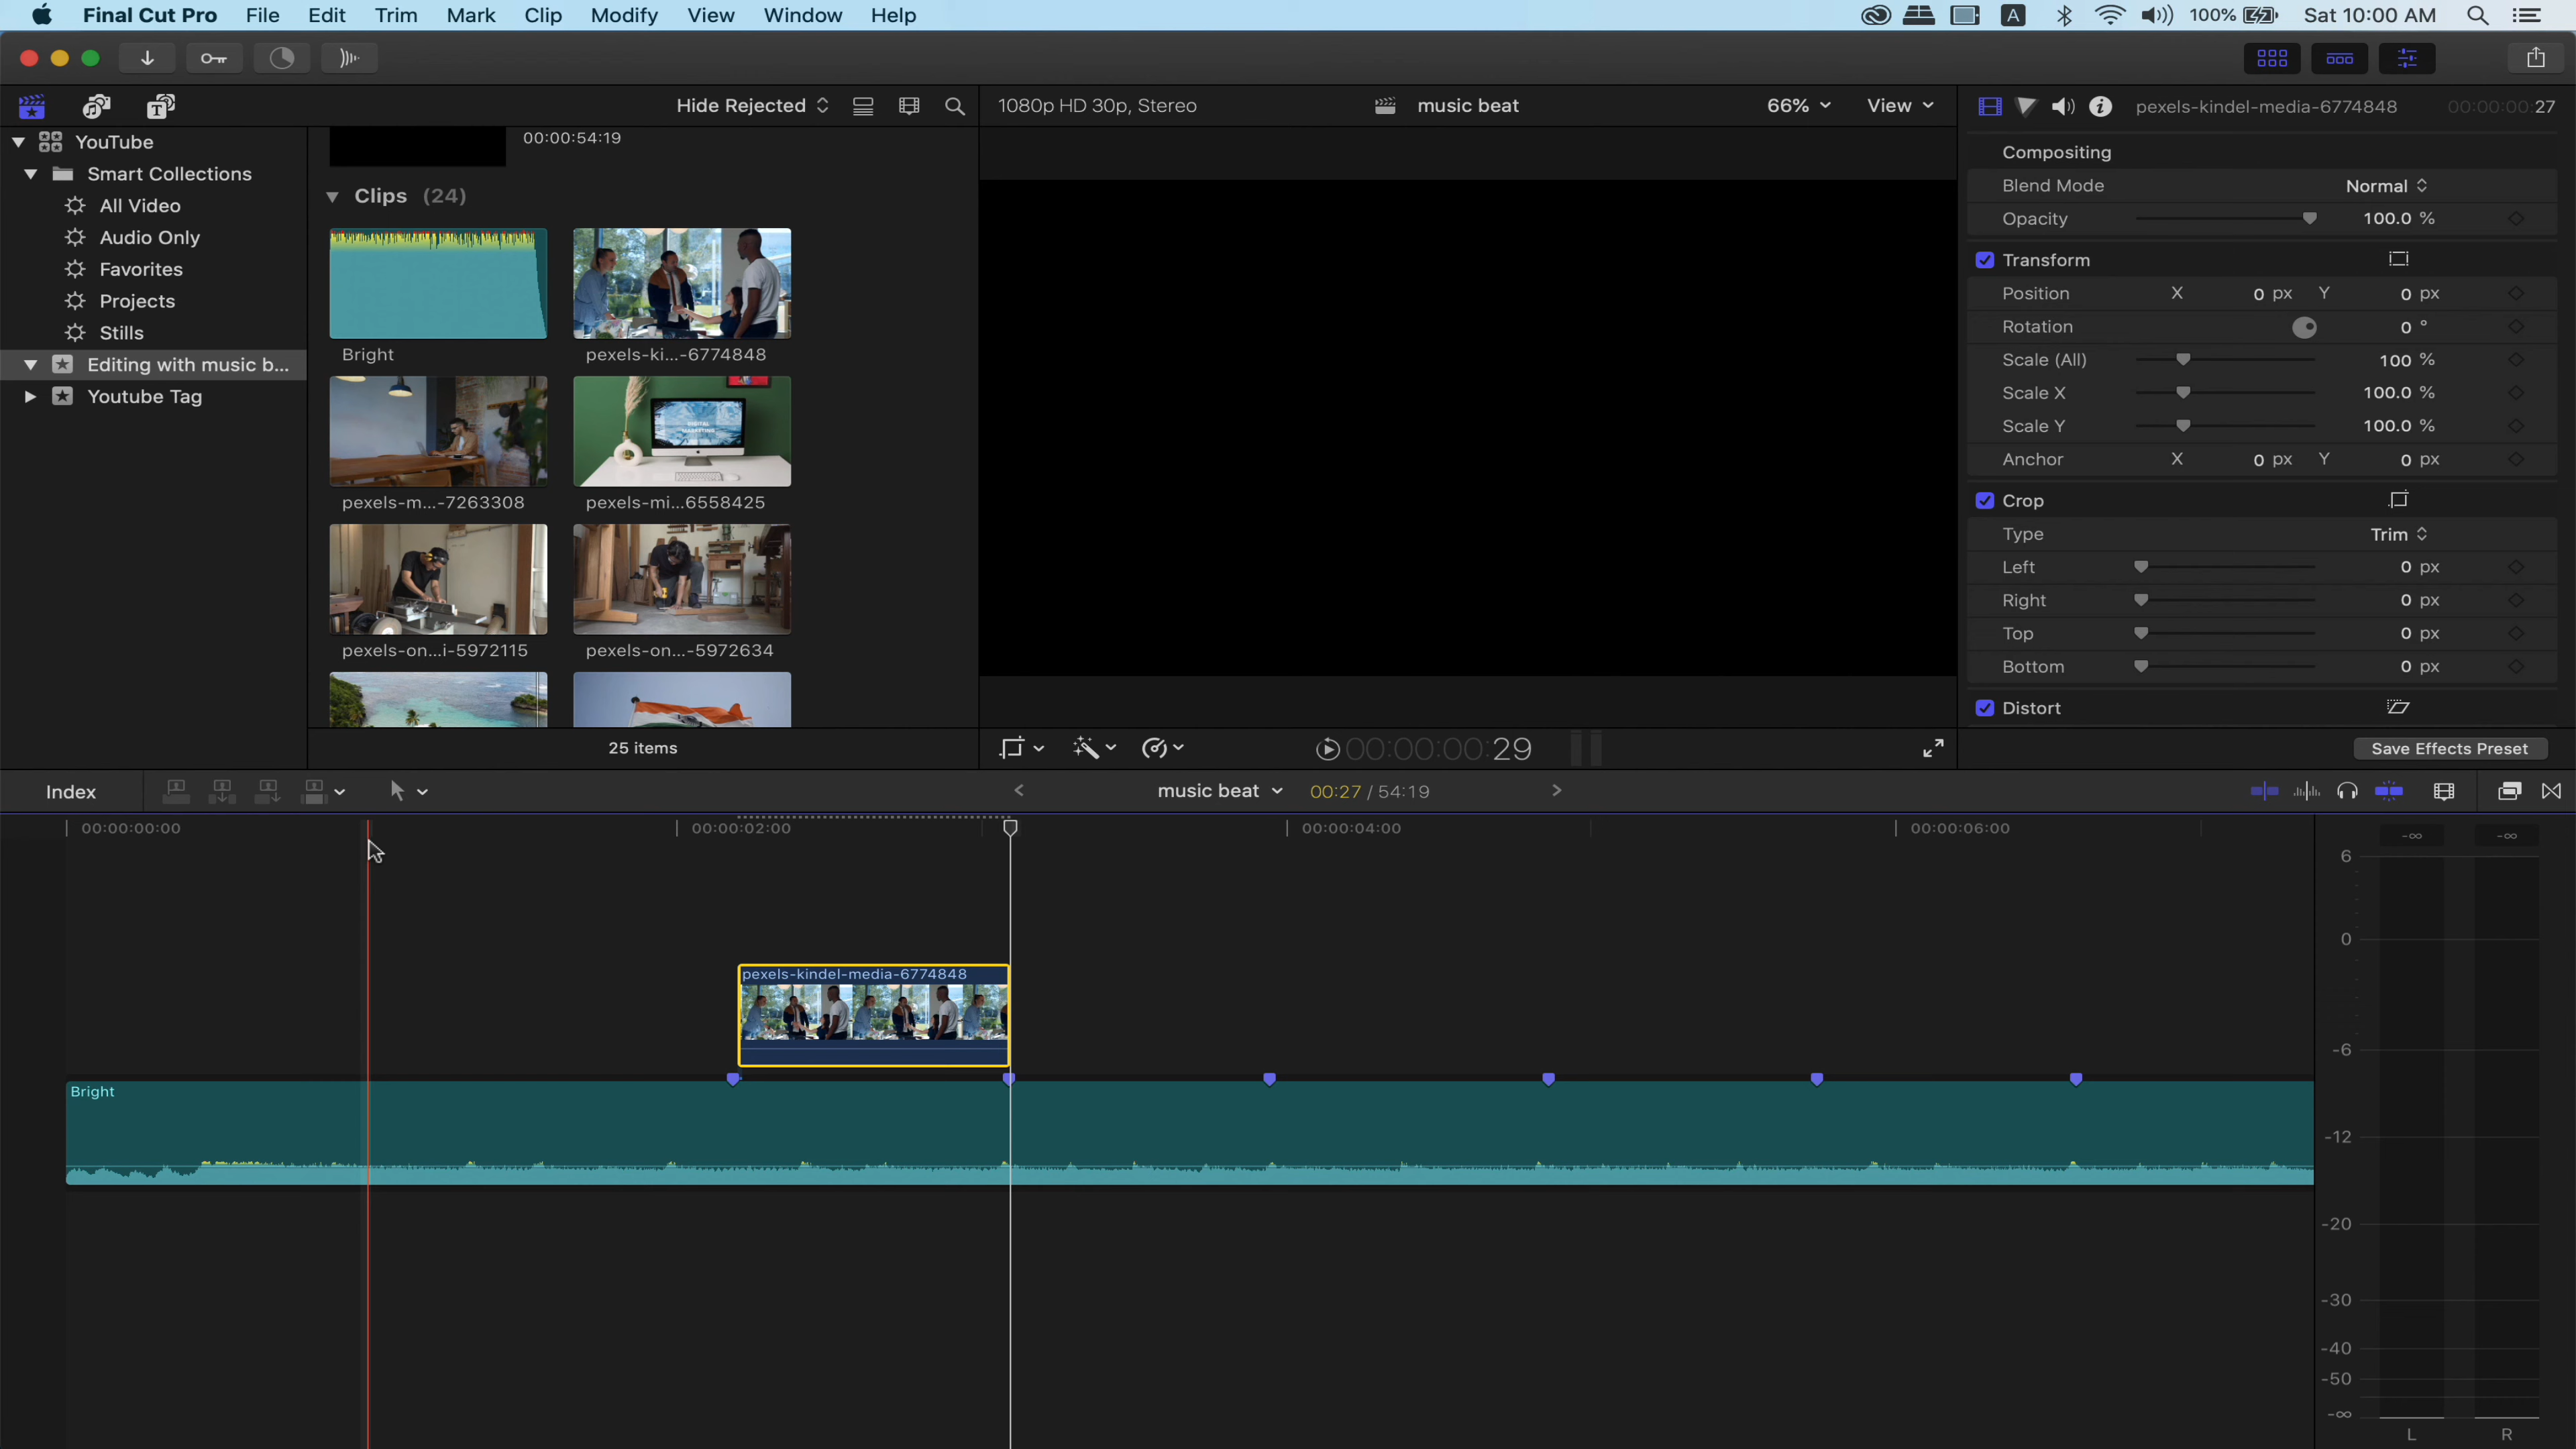 Final Cut Pro File Edit Trim Mark Clip Modify View Window Help A 100% Sat 10:00 AM
Hide Rejected
1080p HD 30p, Stereo music beat 66% View
pexels-kindel-media-6774848 00:00:00:27
YouTube
Smart Collections
All Video
Audio Only
Favorites
Projects
Stills
Editing with music b...
Youtube Tag
00:00:54:19
Clips (24)
Bright
pexels-ki...-6774848
DIGITAL
MARKETING
pexels-m...-7263308
pexels-mi...6558425
pexels-on...i-5972115
pexels-on...-5972634
25 items
00:00:00:29
Compositing
Blend Mode Normal
Opacity 100.0 %
Transform
Position X 0 px Y 0 px
Rotation 0 °
Scale (All) 100 %
Scale X 100.0 %
Scale Y 100.0 %
Anchor X 0 px Y 0 px
Crop
Type Trim
Left 0 px
Right 0 px
Top 0 px
Bottom 0 px
Distort
Save Effects Preset
Index music beat 00:27 / 54:19
00:00:00:00 00:00:02:00 00:00:04:00 00:00:06:00
pexels-kindel-media-6774848
Bright
-∞ -∞
6
0
-6
-12
-20
-30
-40
-50
-∞
L R